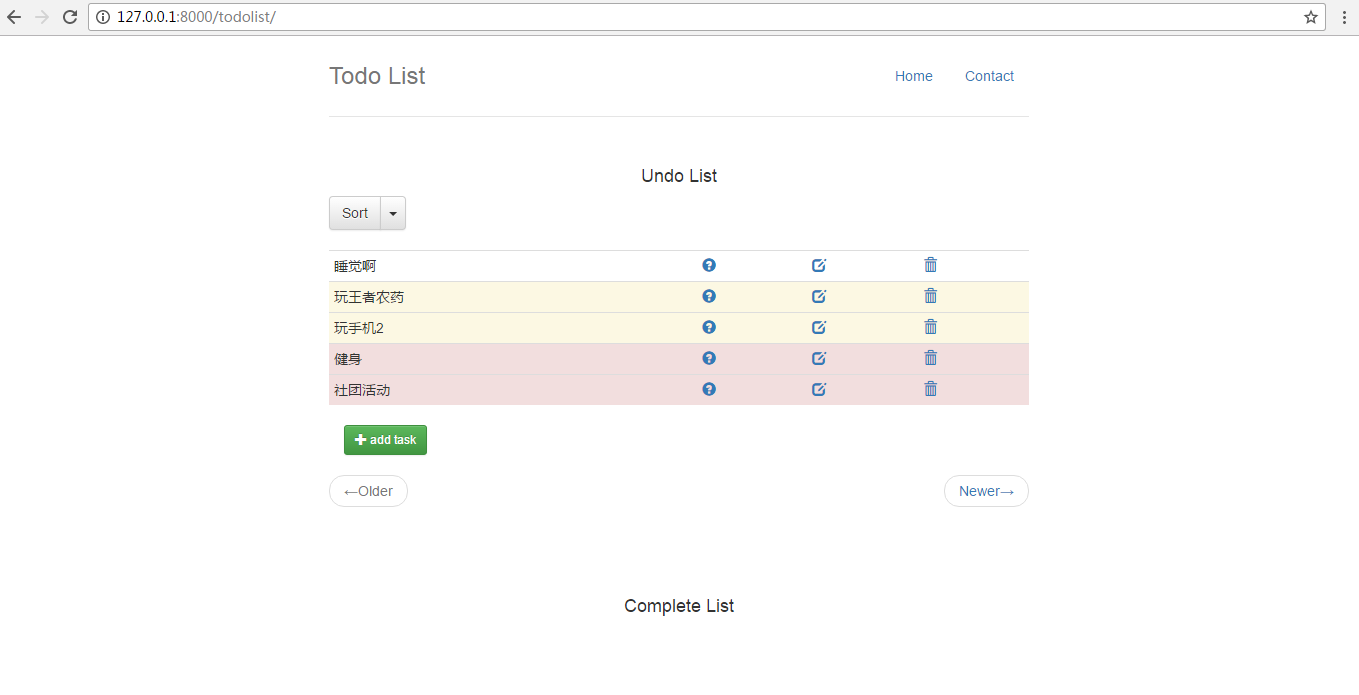 127.0.0.1:8000/todolist/
Todo List
Home
Contact
Undo List
Sort
睡觉啊
玩王者农药
玩手机2
健身
社团活动
add task
←Older
Newer→
Complete List